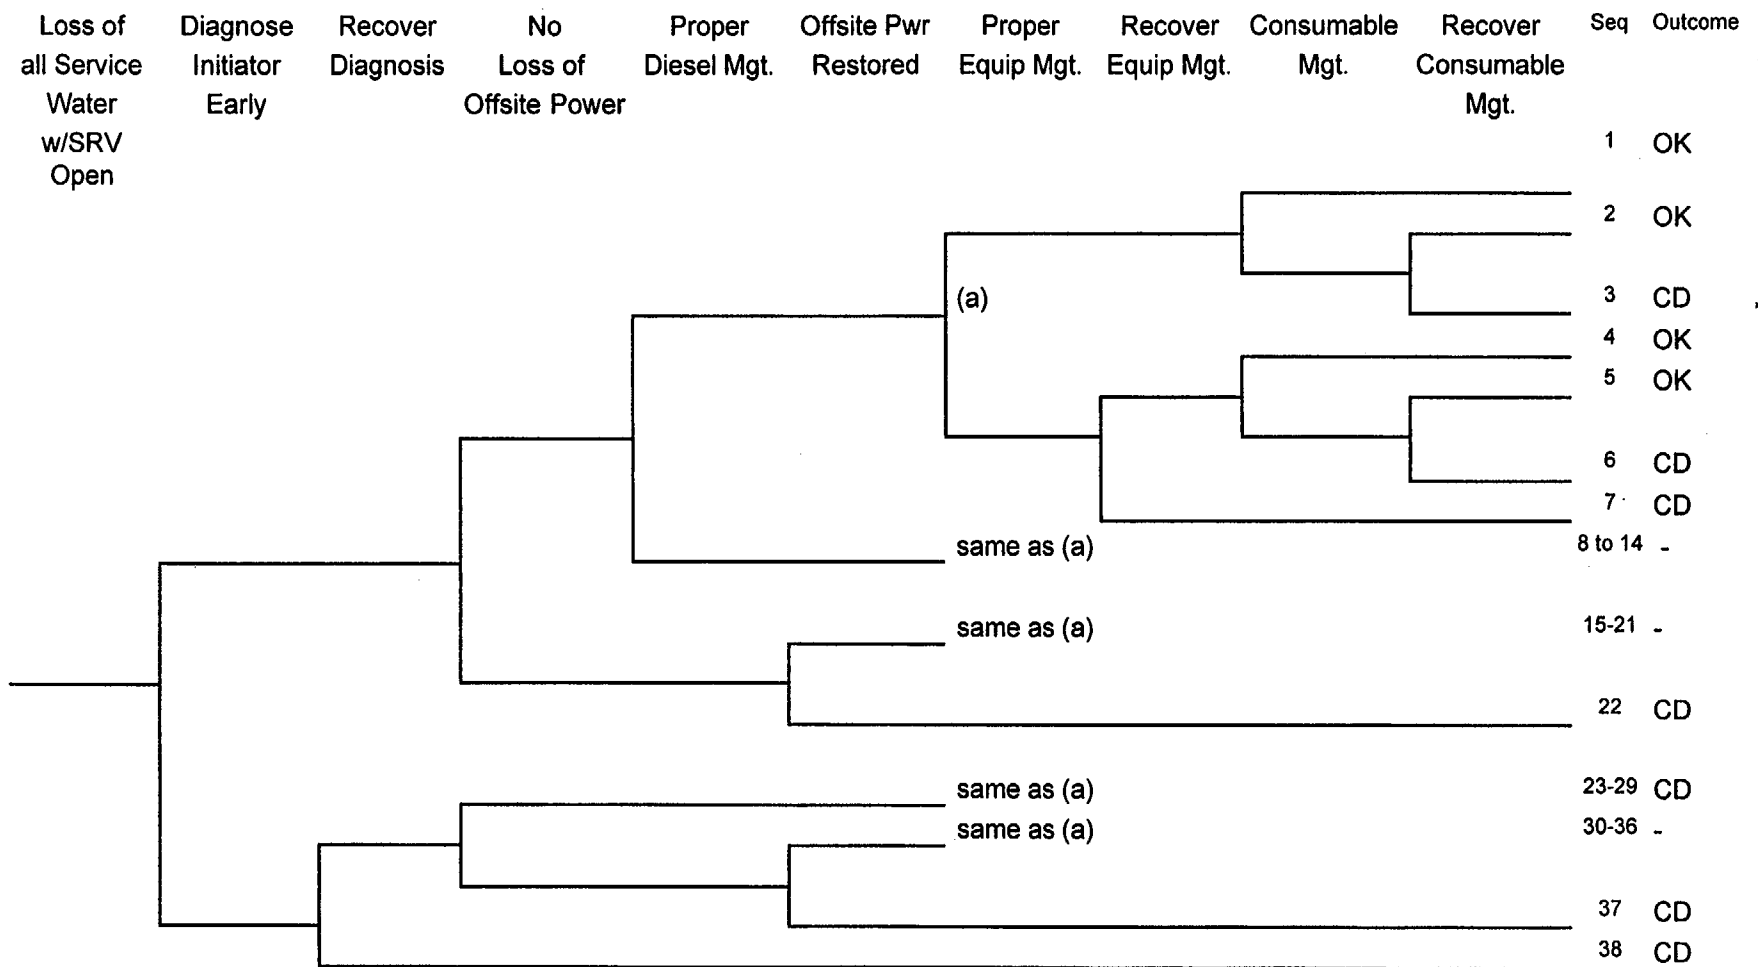 Loss of all Service Water w/SRV Open
Diagnose Initiator Early
Recover Diagnosis
No Loss of Offsite Power
Proper Diesel Mgt.
Offsite Pwr Restored
Proper Equip Mgt.
Recover Equip Mgt.
Consumable Mgt.
Recover Consumable Mgt.
Seq
Outcome
1 OK
2 OK
(a)
3 CD
4 OK
5 OK
6 CD
7 CD
same as (a) 8 to 14 -
same as (a) 15-21 -
22 CD
same as (a) 23-29 CD
same as (a) 30-36 -
37 CD
38 CD